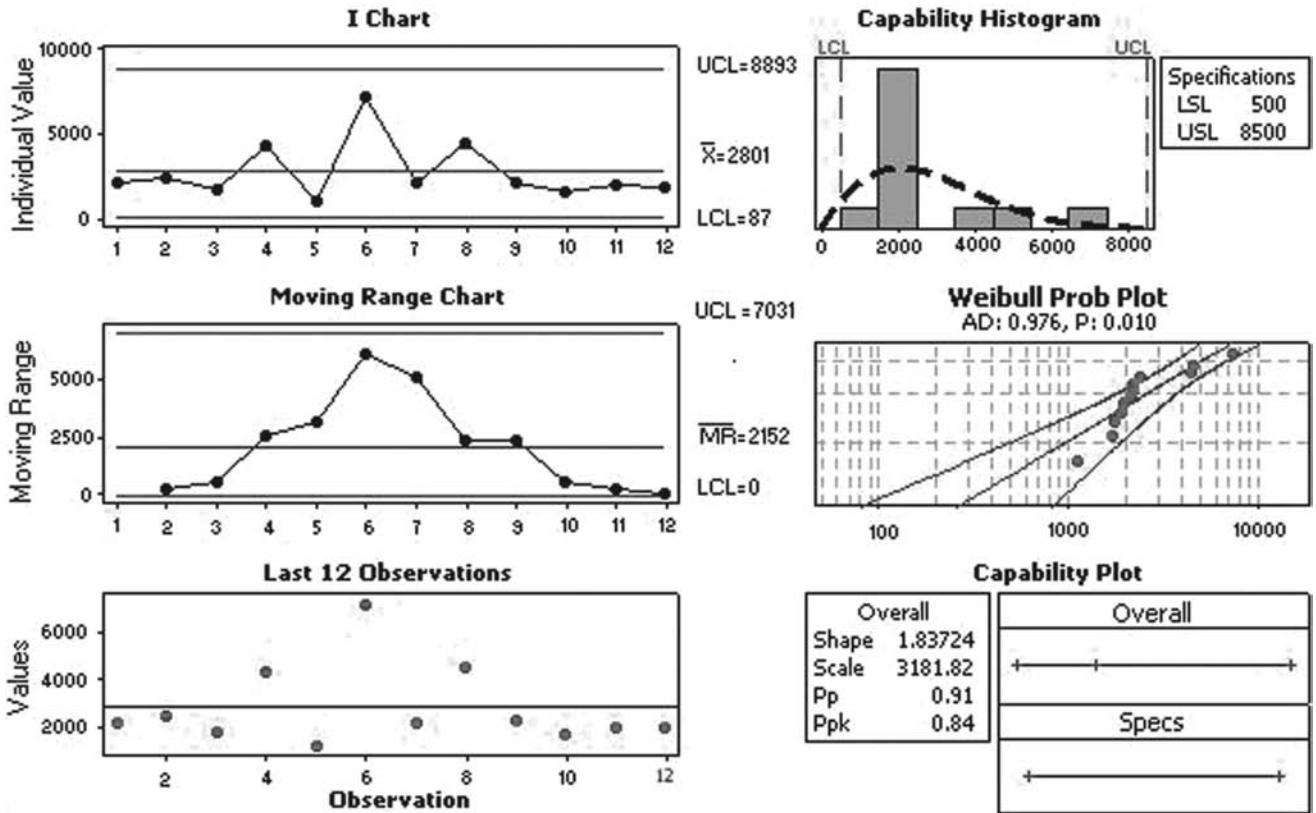 I Chart
Individual Value
10000
5000
0
1 2 3 4 5 6 7 8 9 10 11 12
UCL=8893
X̅=2801
LCL=87
Capability Histogram
LCL UCL
0 2000 4000 6000 8000
Specifications
LSL 500
USL 8500
Moving Range Chart
Moving Range
5000
2500
0
1 2 3 4 5 6 7 8 9 10 11 12
UCL=7031
M̅R̅=2152
LCL=0
Weibull Prob Plot
AD: 0.976, P: 0.010
100 1000 10000
Last 12 Observations
Values
6000
4000
2000
2 4 6 8 10 12
Observation
Capability Plot
Overall
Shape 1.83724
Scale 3181.82
Pp 0.91
Ppk 0.84
Overall
Specs